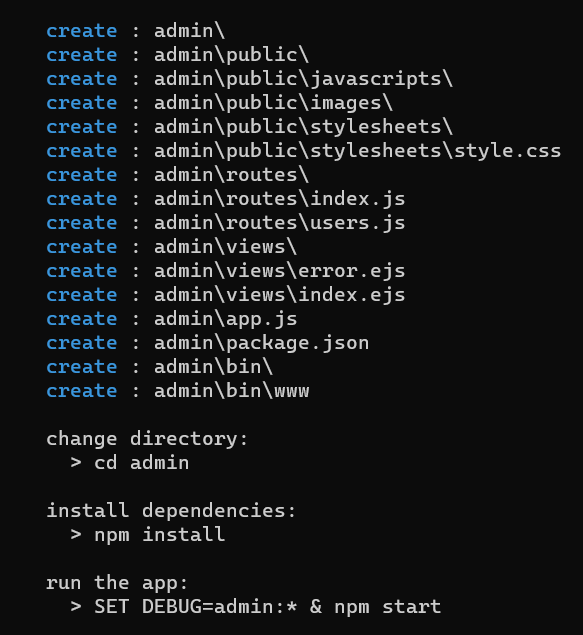 create : admin\
create : admin\public\
create : admin\public\javascripts\
create : admin\public\images\
create : admin\public\stylesheets\
create : admin\public\stylesheets\style.css
create : admin\routes\
create : admin\routes\index.js
create : admin\routes\users.js
create : admin\views\
create : admin\views\error.ejs
create : admin\views\index.ejs
create : admin\app.js
create : admin\package.json
create : admin\bin\
create : admin\bin\www
change directory:
> cd admin
install dependencies:
> npm install
run the app:
> SET DEBUG=admin:* & npm start